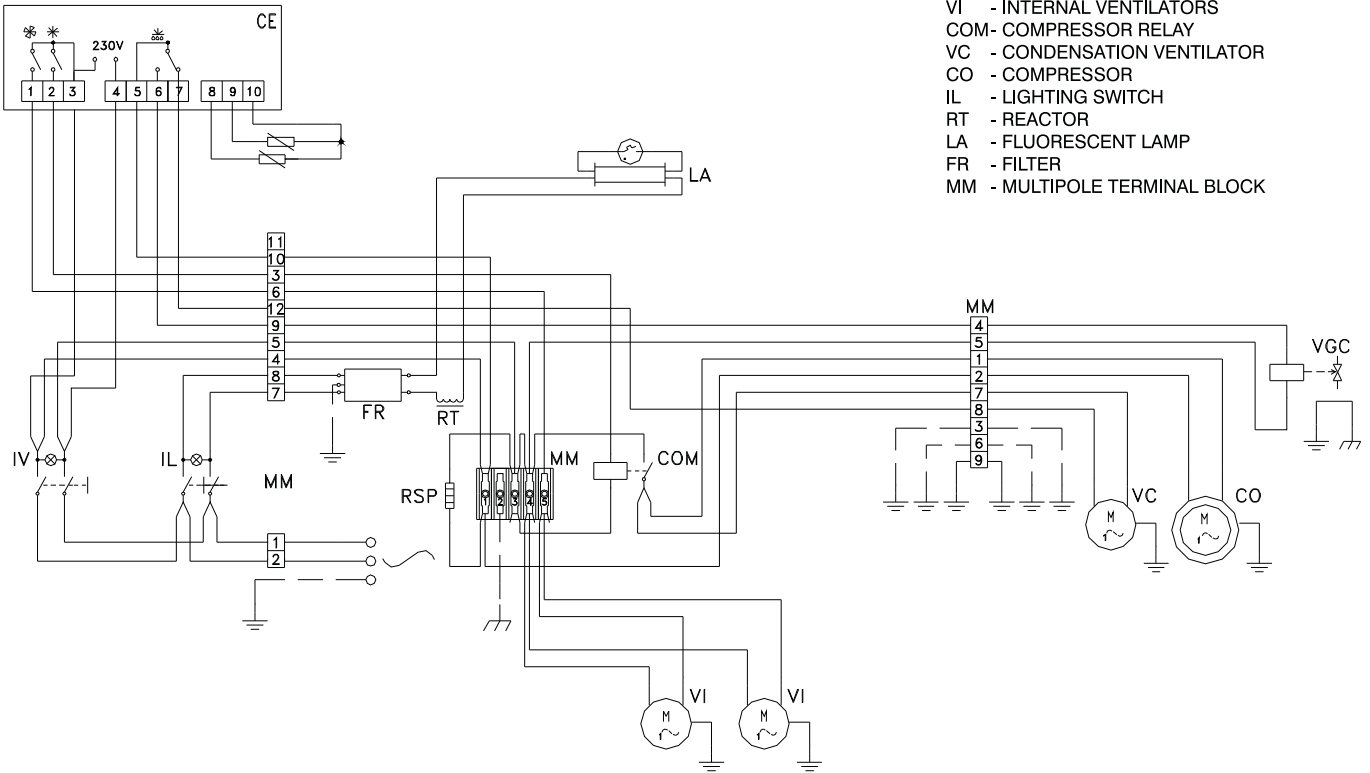 CE
230V
1 2 3 4 5 6 7 8 9 10
VI - INTERNAL VENTILATORS
COM - COMPRESSOR RELAY
VC - CONDENSATION VENTILATOR
CO - COMPRESSOR
IL - LIGHTING SWITCH
RT - REACTOR
LA - FLUORESCENT LAMP
FR - FILTER
MM - MULTIPOLE TERMINAL BLOCK
LA
11
10
3
6
12
9
5
4
8
7
FR
RT
MM
4
5
1
2
7
8
3
6
9
VGC
IV
IL
MM
RSP
1 2 3 4 5
MM
COM
1
2
M
1
VC
M
1
CO
M
1
VI
M
1
VI